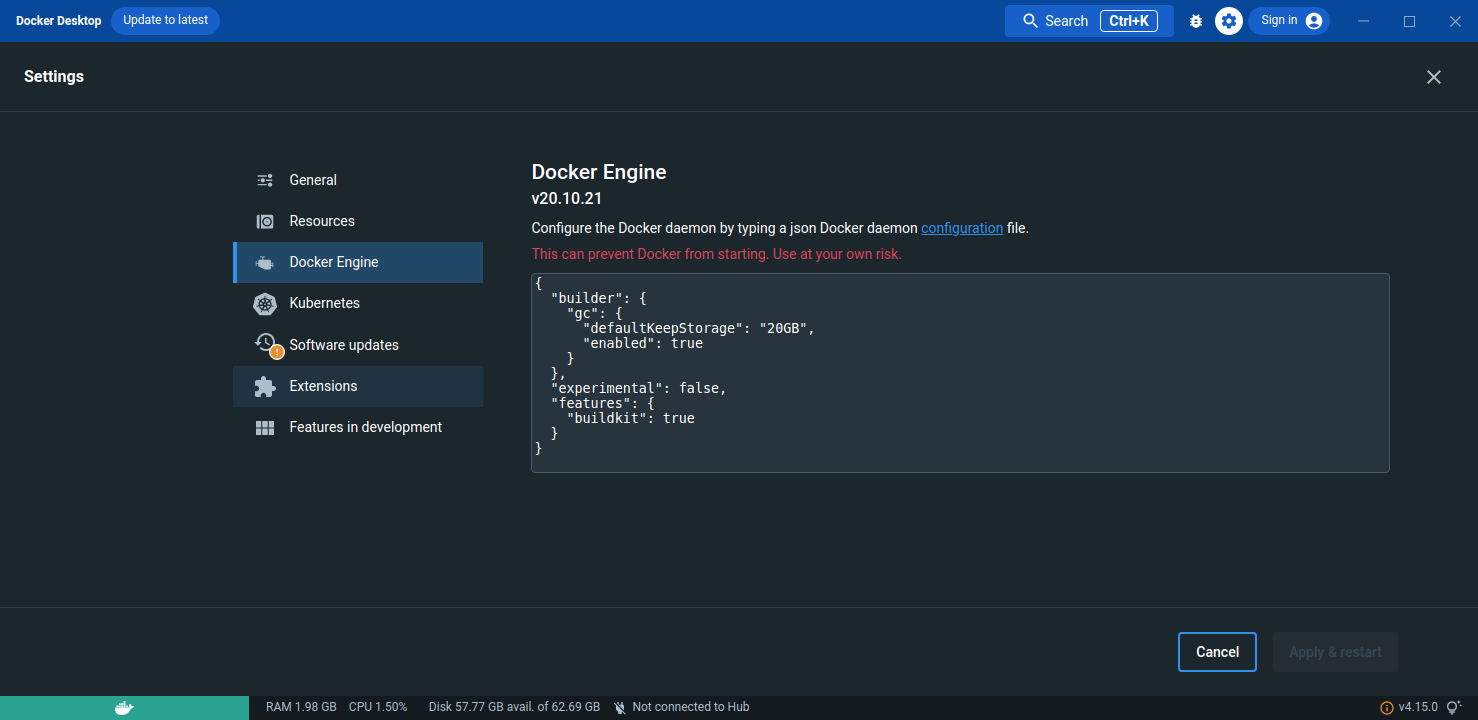 Docker Desktop Update to latest Search Ctrl+K Sign in
Settings
General
Resources
Docker Engine
Kubernetes
Software updates
Extensions
Features in development
Docker Engine
v20.10.21
Configure the Docker daemon by typing a json Docker daemon configuration file.
This can prevent Docker from starting. Use at your own risk.
{
  "builder": {
    "gc": {
      "defaultKeepStorage": "20GB",
      "enabled": true
    }
  },
  "experimental": false,
  "features": {
    "buildkit": true
  }
}
Cancel Apply & restart
RAM 1.98 GB CPU 1.50% Disk 57.77 GB avail. of 62.69 GB Not connected to Hub v4.15.0